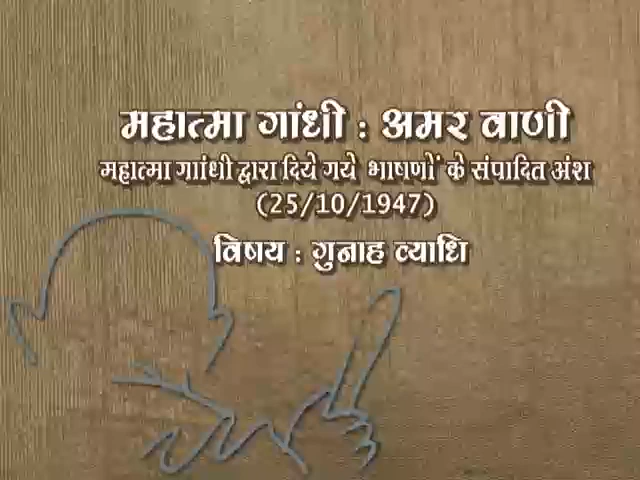 महात्मा गांधी : अमर वाणी
महात्मा गाांधी द्वारा दिये गये भाषणों के संपादित अंश
(25/10/1947)
विषय : गुनाह व्याधि